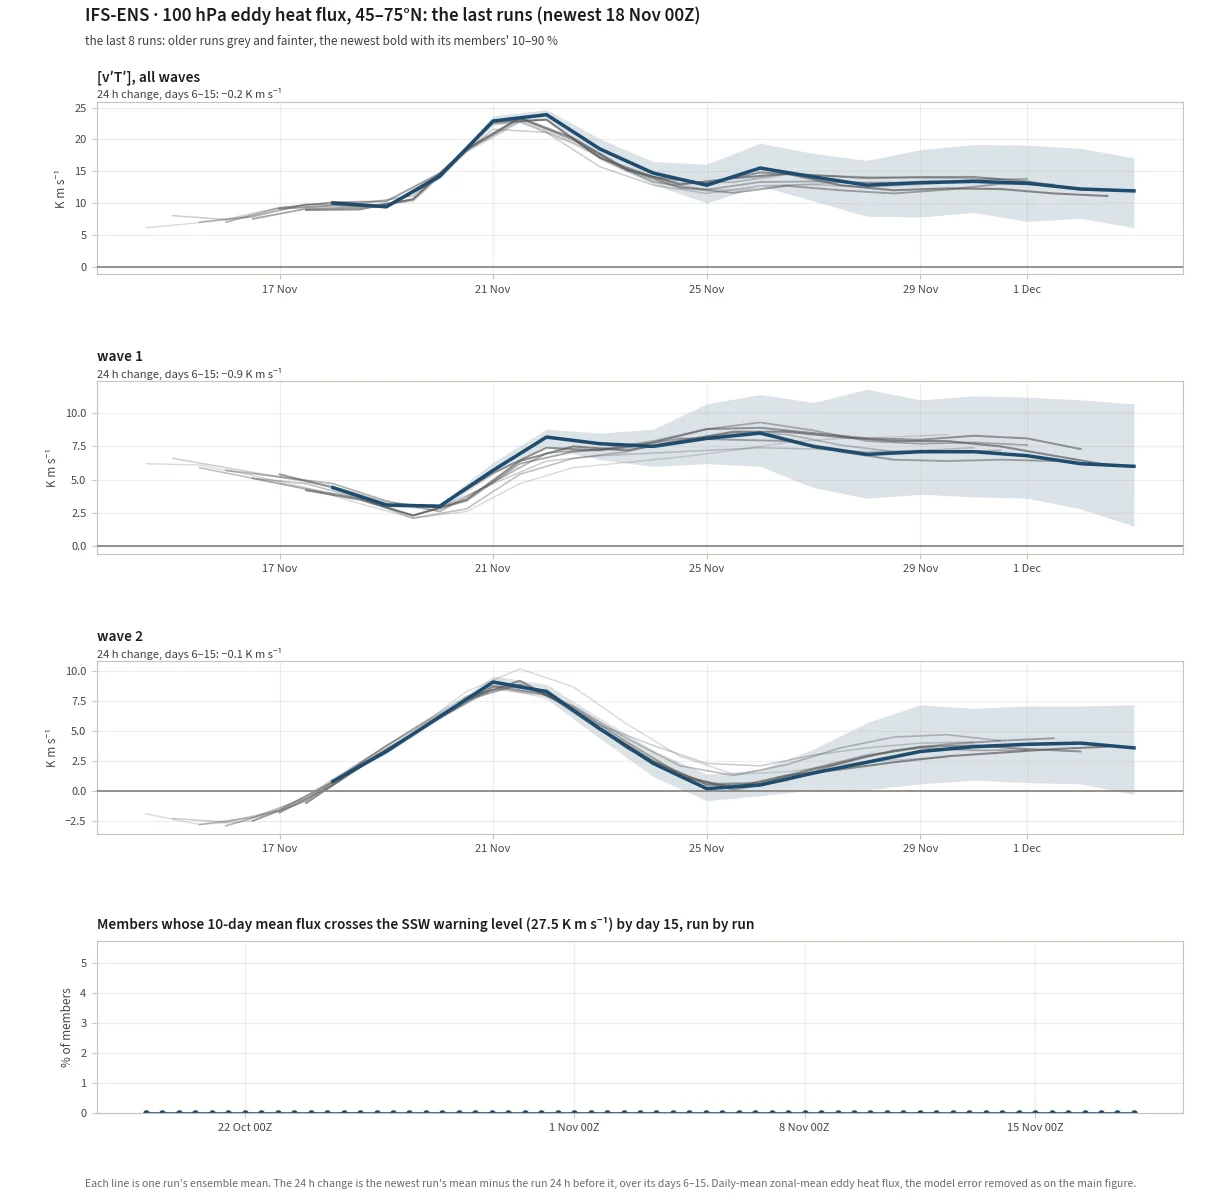 IFS-ENS · 100 hPa eddy heat flux, 45–75°N: the last runs (newest 18 Nov 00Z)
the last 8 runs: older runs grey and fainter, the newest bold with its members' 10–90 %
[v′T′], all waves
24 h change, days 6–15: −0.2 K m s⁻¹
25
20
15
10
5
0
K m s⁻¹
17 Nov
21 Nov
25 Nov
29 Nov
1 Dec
wave 1
24 h change, days 6–15: −0.9 K m s⁻¹
10.0
7.5
5.0
2.5
0.0
K m s⁻¹
17 Nov
21 Nov
25 Nov
29 Nov
1 Dec
wave 2
24 h change, days 6–15: −0.1 K m s⁻¹
10.0
7.5
5.0
2.5
0.0
−2.5
K m s⁻¹
17 Nov
21 Nov
25 Nov
29 Nov
1 Dec
Members whose 10-day mean flux crosses the SSW warning level (27.5 K m s⁻¹) by day 15, run by run
5
4
3
2
1
0
% of members
22 Oct 00Z
1 Nov 00Z
8 Nov 00Z
15 Nov 00Z
Each line is one run's ensemble mean. The 24 h change is the newest run's mean minus the run 24 h before it, over its days 6–15. Daily-mean zonal-mean eddy heat flux, the model error removed as on the main figure.